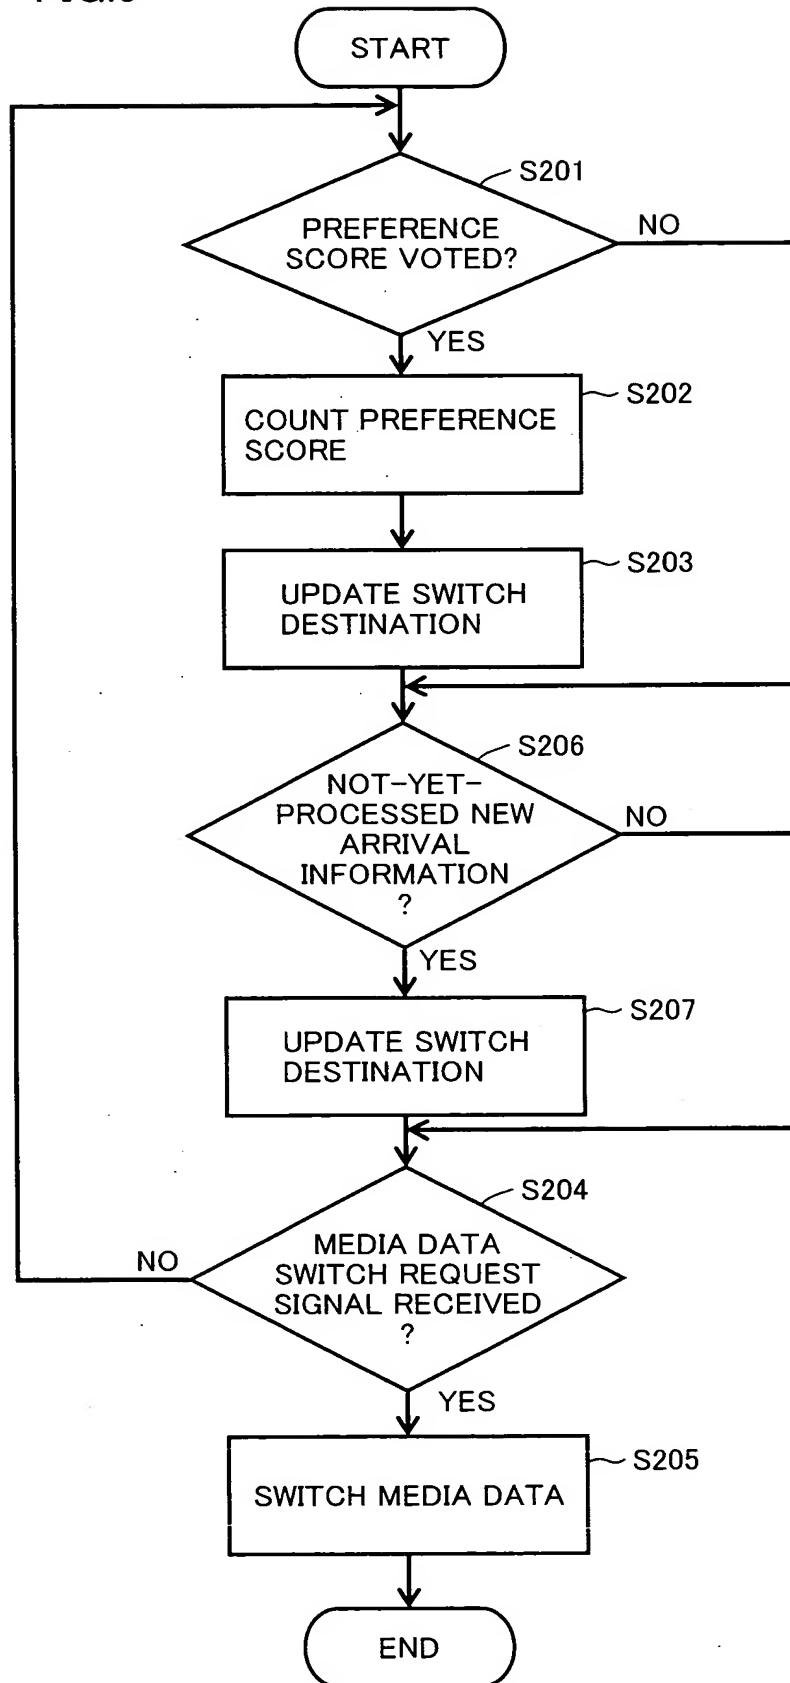 START
S201
PREFERENCE
SCORE VOTED?
NO
YES
S202
COUNT PREFERENCE
SCORE
S203
UPDATE SWITCH
DESTINATION
S206
NOT-YET-
PROCESSED NEW
ARRIVAL
INFORMATION
?
NO
YES
S207
UPDATE SWITCH
DESTINATION
S204
MEDIA DATA
SWITCH REQUEST
SIGNAL RECEIVED
?
NO
YES
S205
SWITCH MEDIA DATA
END